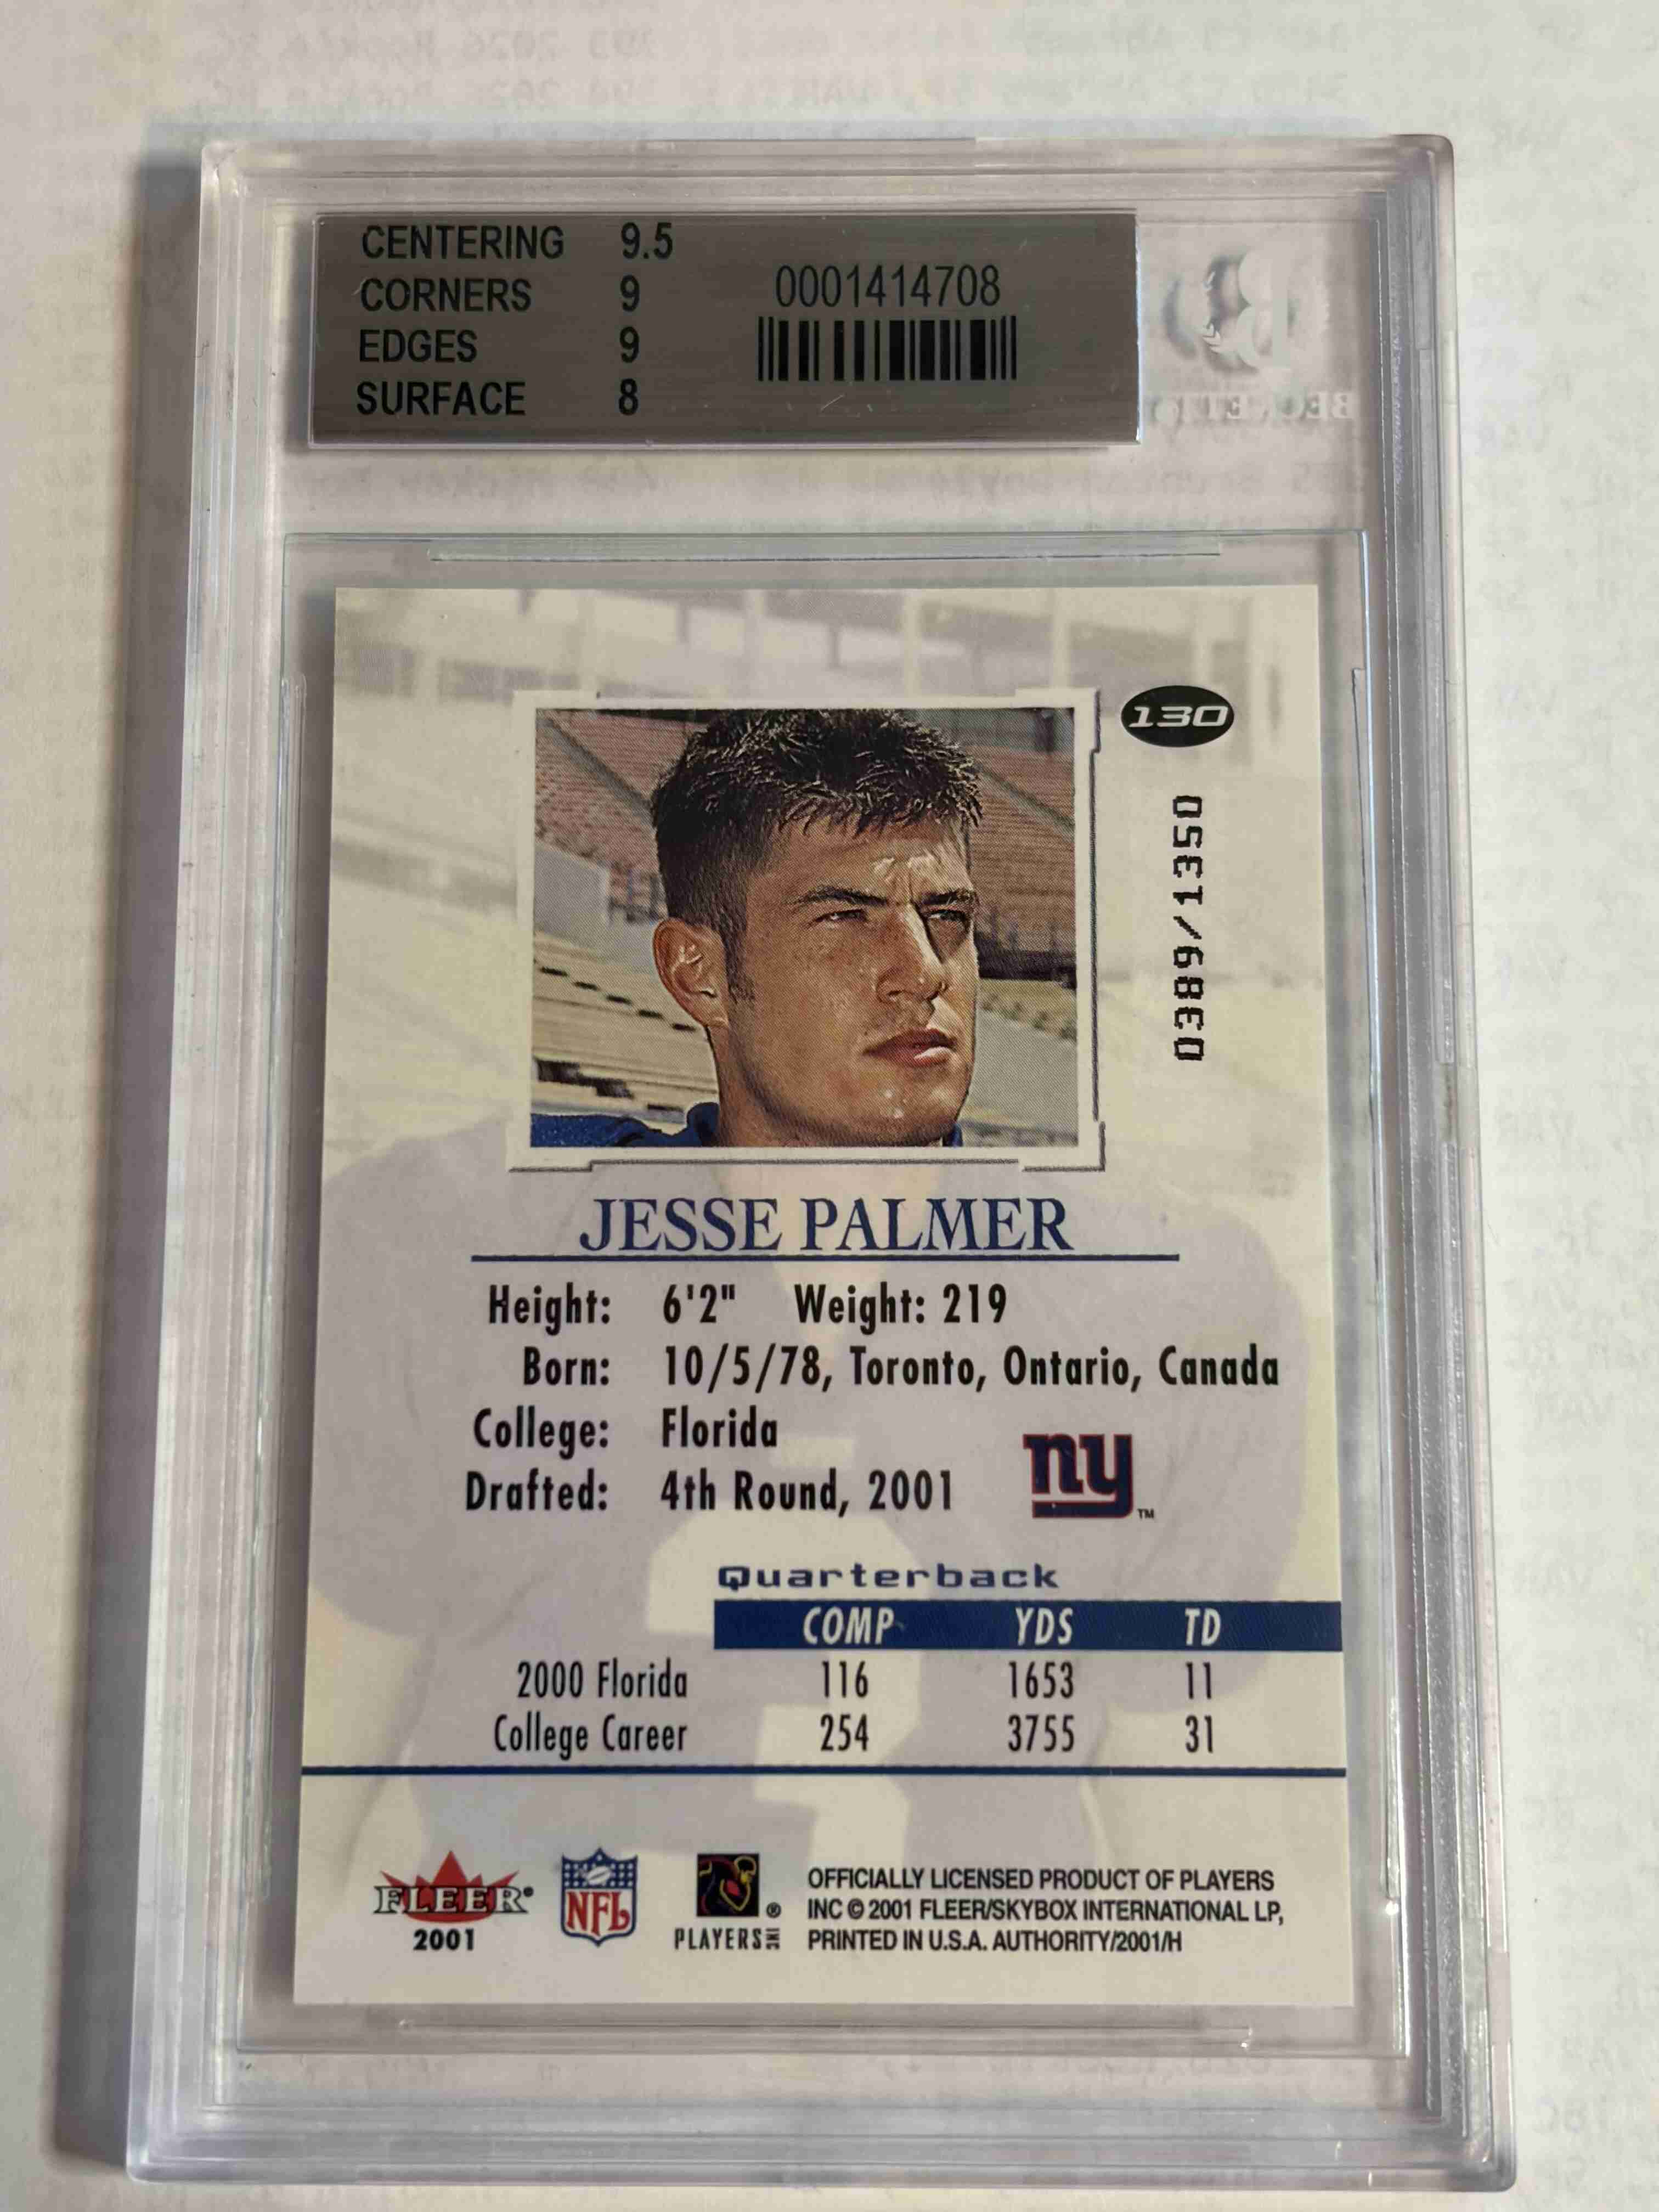 CENTERING 9.5
CORNERS 9
EDGES 9
SURFACE 8
0001414708
BECKETT
130
0389/1350
JESSE PALMER
Height: 6'2" Weight: 219
Born: 10/5/78, Toronto, Ontario, Canada
College: Florida
Drafted: 4th Round, 2001
ny
TM
Quarterback
COMP YDS TD
2000 Florida 116 1653 11
College Career 254 3755 31
FLEER®
2001
NFL
PLAYERS INC ®
OFFICIALLY LICENSED PRODUCT OF PLAYERS
INC © 2001 FLEER/SKYBOX INTERNATIONAL LP,
PRINTED IN U.S.A. AUTHORITY/2001/H